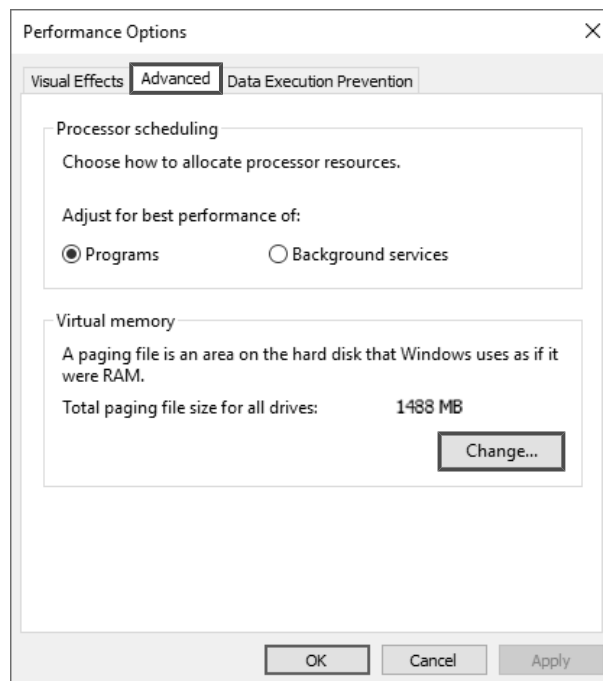 Performance Options
Visual Effects Advanced Data Execution Prevention
Processor scheduling
Choose how to allocate processor resources.
Adjust for best performance of:
Programs Background services
Virtual memory
A paging file is an area on the hard disk that Windows uses as if it
were RAM.
Total paging file size for all drives: 1488 MB
Change...
OK Cancel Apply